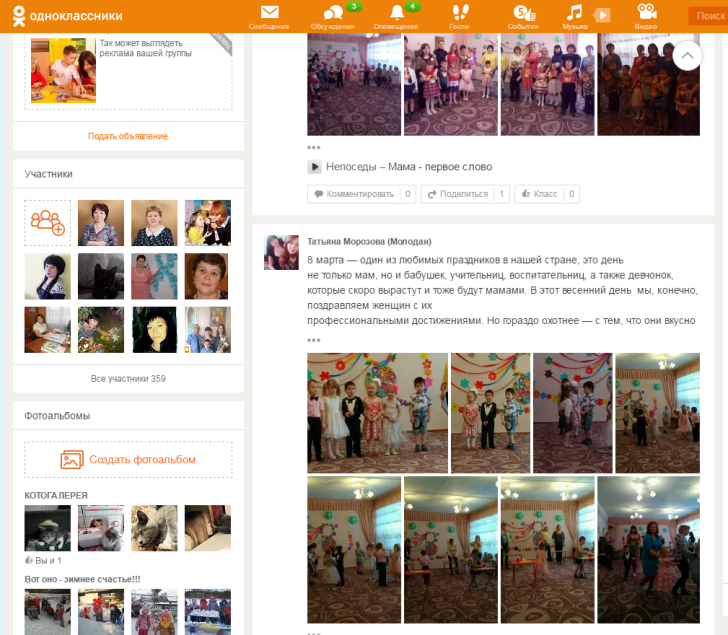 одноклассники
3
4
5
Сообщения
Обсуждения
Оповещения
Гости
События
Музыка
Видео
Поиск
Так может выглядеть
реклама вашей группы
Подать объявление
Участники
Все участники 359
Фотоальбомы
Создать фотоальбом
КОТОГАЛЕРЕЯ
Вы и 1
Вот оно - зимнее счастье!!!
Непоседы – Мама - первое слово
Комментировать 0
Поделиться 1
Класс 0
Татьяна Морозова (Молодан)
8 марта — один из любимых праздников в нашей стране, это день
не только мам, но и бабушек, учительниц, воспитательниц, а также девчонок,
которые скоро вырастут и тоже будут мамами. В этот весенний день мы, конечно,
поздравляем женщин с их
профессиональными достижениями. Но гораздо охотнее — с тем, что они вкусно